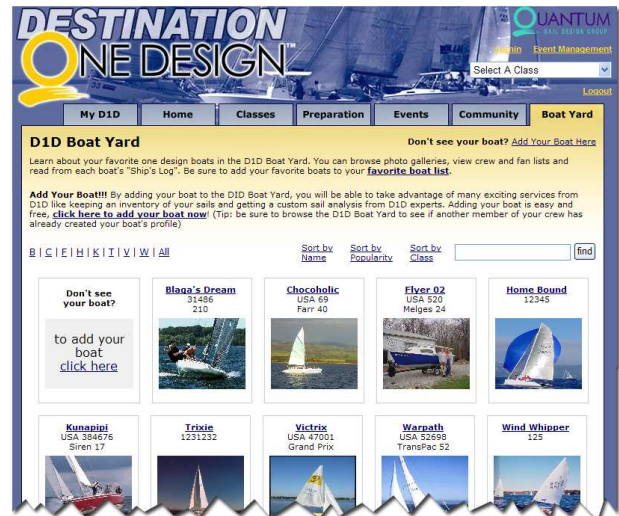 DESTINATION
ONE DESIGN
QUANTUM
SAIL DESIGN GROUP
Admin Event Management
Select A Class
Logout
My D1D Home Classes Preparation Events Community Boat Yard
D1D Boat Yard
Don't see your boat? Add Your Boat Here
Learn about your favorite one design boats in the D1D Boat Yard. You can browse photo galleries, view crew and fan lists and
read from each boat's "Ship's Log". Be sure to add your favorite boats to your favorite boat list.
Add Your Boat!!! By adding your boat to the DID Boat Yard, you will be able to take advantage of many exciting services from
D1D like keeping an inventory of your sails and getting a custom sail analysis from D1D experts. Adding your boat is easy and
free, click here to add your boat now! (Tip: be sure to browse the D1D Boat Yard to see if another member of your crew has
already created your boat's profile)
B | C | F | H | K | T | V | W | All
Sort by Name
Sort by Popularity
Sort by Class
find
Don't see
your boat?
to add your
boat
click here
Blaga's Dream
31486
210
Chocoholic
USA 69
Farr 40
Flyer 02
USA 520
Melges 24
Home Bound
12345
Kunapipi
USA 384676
Siren 17
Trixie
1231232
Victrix
USA 47001
Grand Prix
Warpath
USA 52698
TransPac 52
Wind Whipper
125